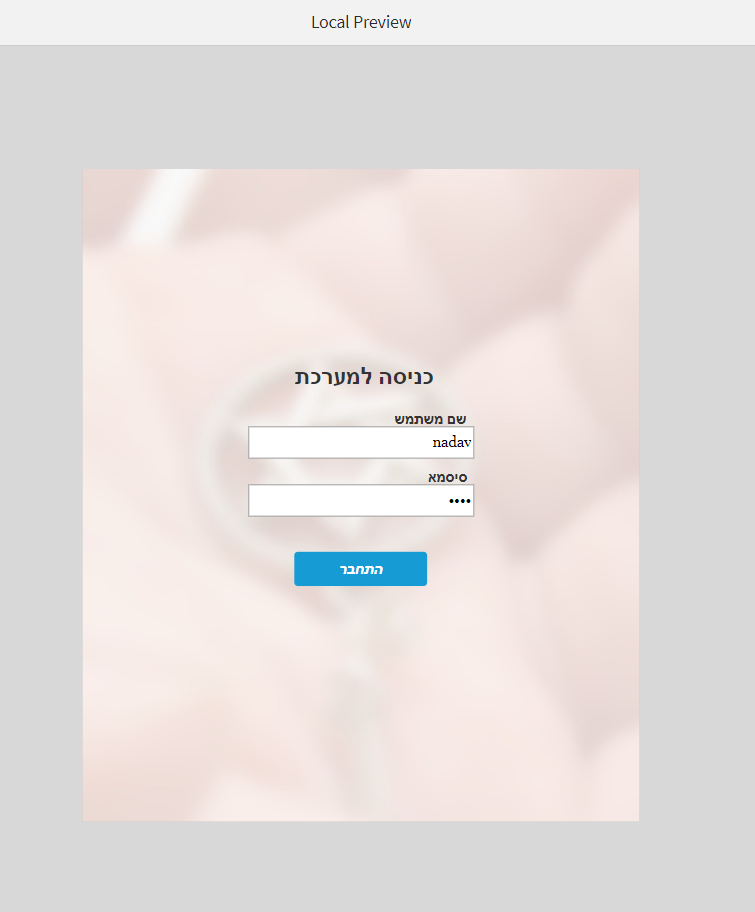 Local Preview
כניסה למערכת
שם משתמש
nadav
סיסמא
••••
התחבר